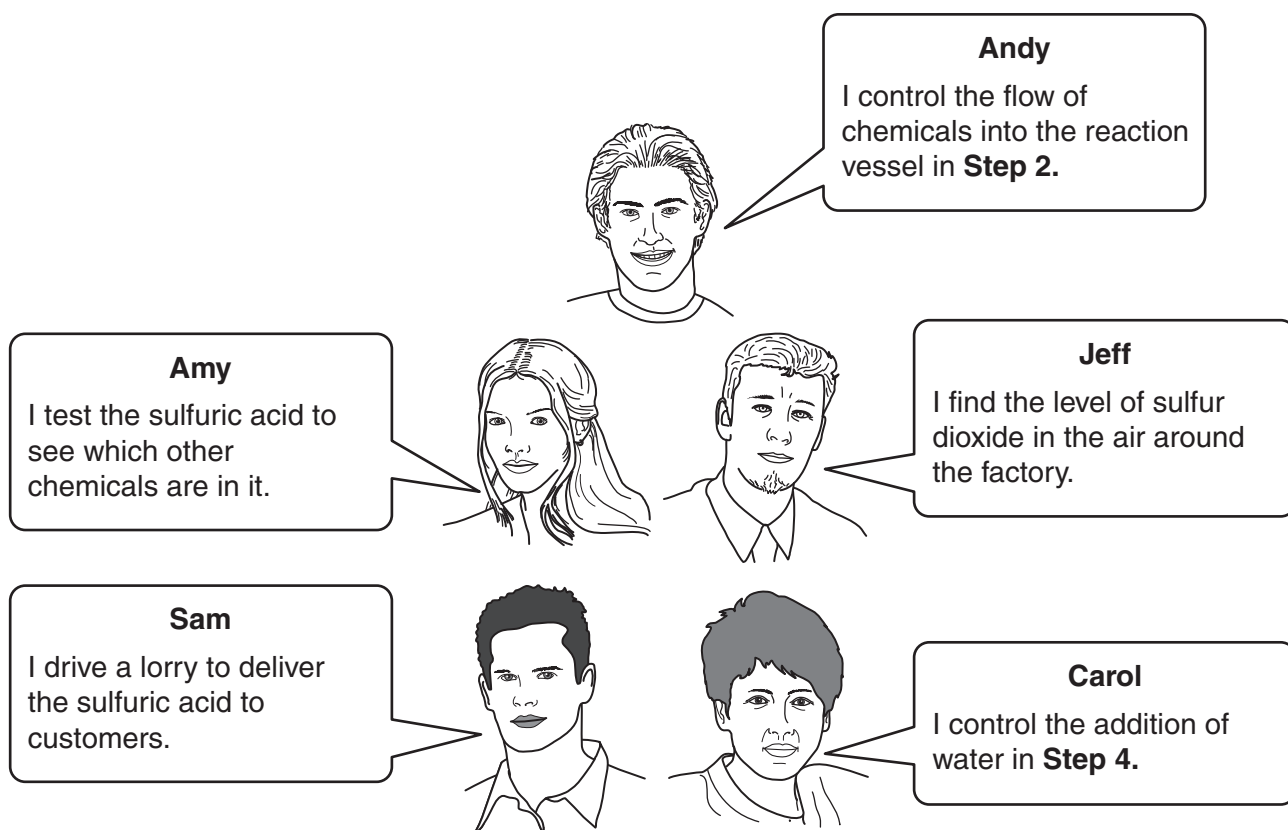 Andy
I control the flow of
chemicals into the reaction
vessel in Step 2.
Amy
I test the sulfuric acid to
see which other
chemicals are in it.
Jeff
I find the level of sulfur
dioxide in the air around
the factory.
Sam
I drive a lorry to deliver
the sulfuric acid to
customers.
Carol
I control the addition of
water in Step 4.